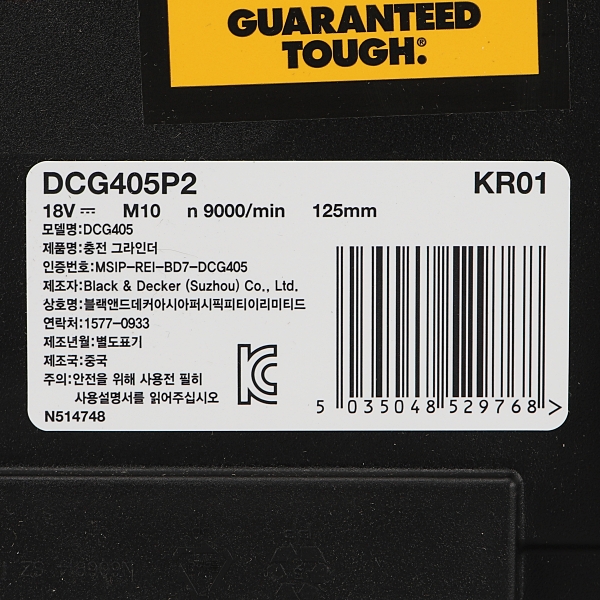 GUARANTEED
TOUGH.®
DCG405P2 KR01
18V ⎓ M10 n 9000/min 125mm
모델명:DCG405
제품명:충전 그라인더
인증번호:MSIP-REI-BD7-DCG405
제조자:Black & Decker (Suzhou) Co., Ltd.
상호명:블랙앤드데커아시아퍼시픽피티이리미티드
연락처:1577-0933
제조년월:별도표기
제조국:중국
주의:안전을 위해 사용전 필히
사용설명서를 읽어주십시오
N514748
5 035048 529768 >